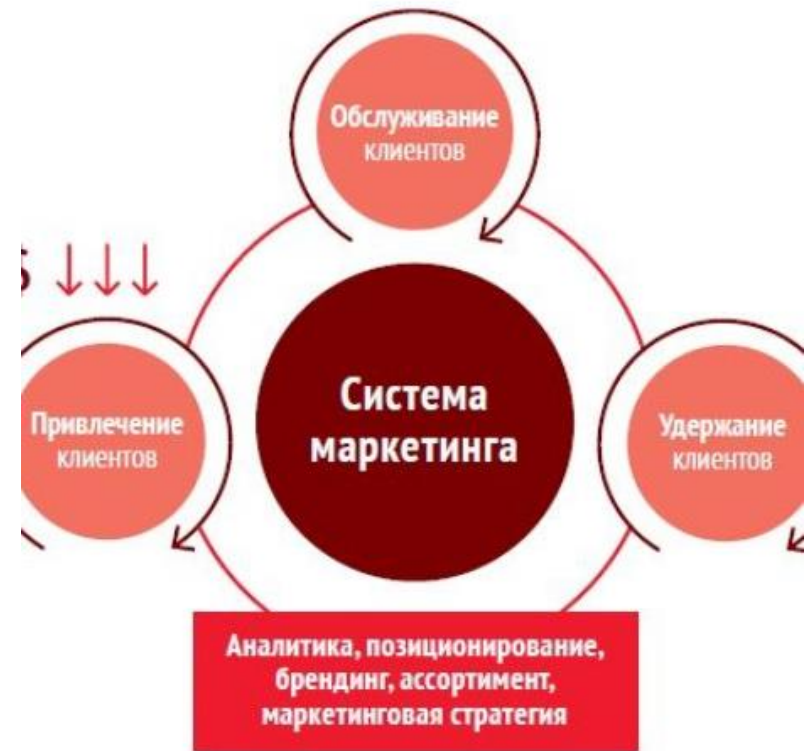 Обслуживание
клиентов
↓↓↓
Привлечение
клиентов
Система
маркетинга
Удержание
клиентов
Аналитика, позиционирование,
брендинг, ассортимент,
маркетинговая стратегия